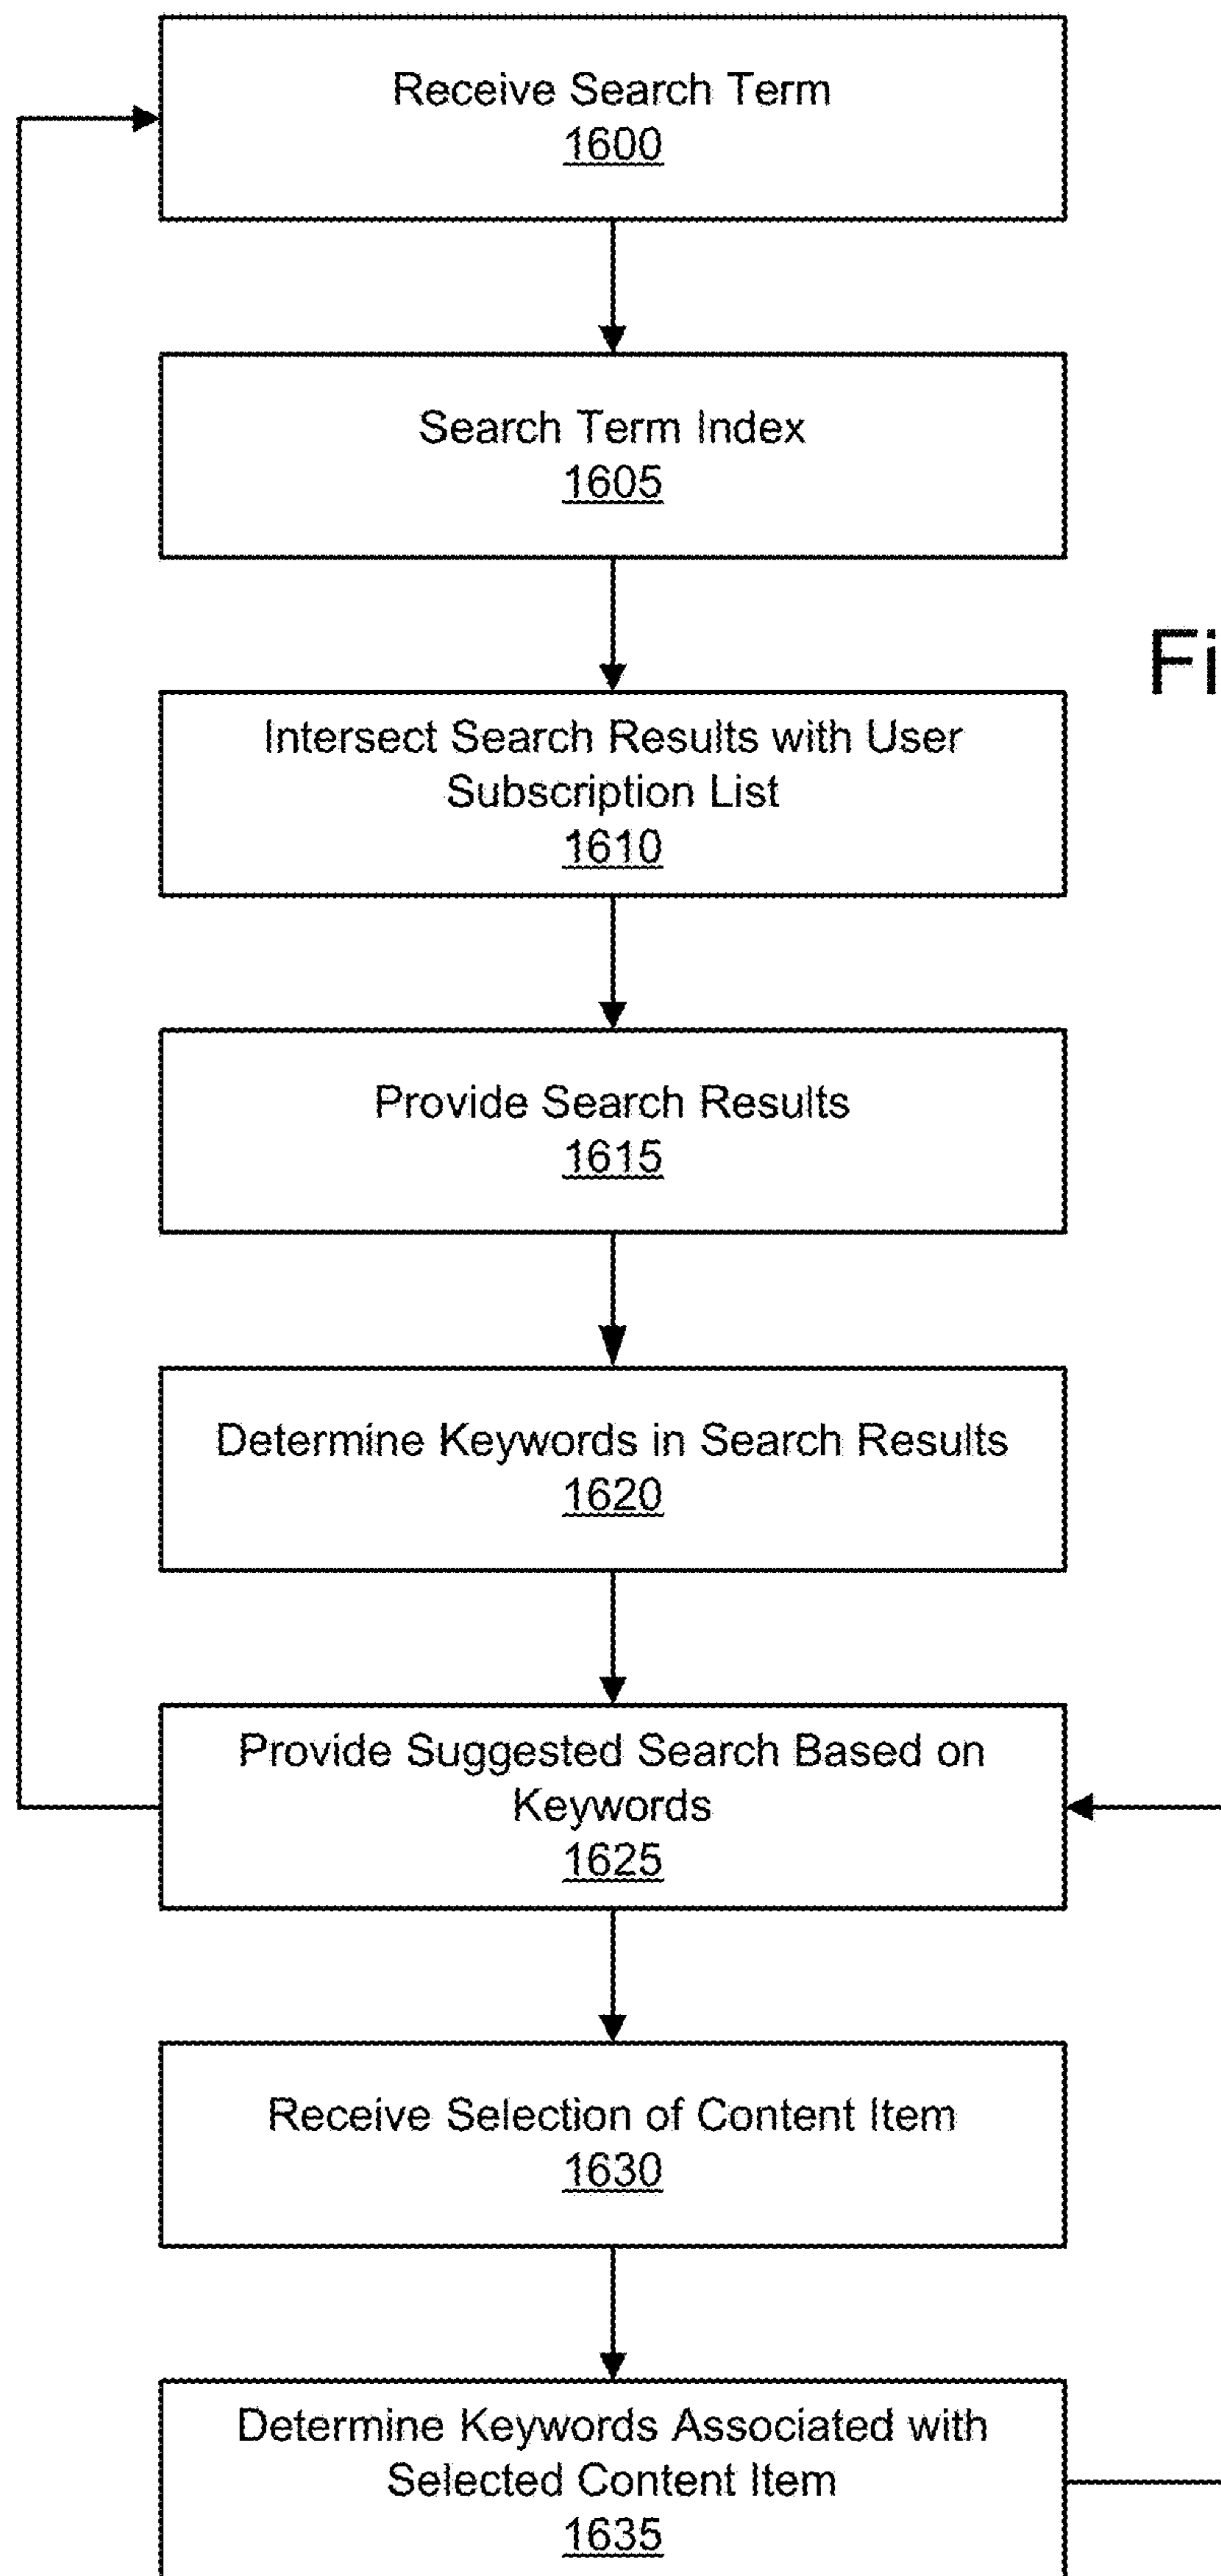 Receive Search Term
1600
Search Term Index
1605
Fi
Intersect Search Results with User
Subscription List
1610
Provide Search Results
1615
Determine Keywords in Search Results
1620
Provide Suggested Search Based on
Keywords
1625
Receive Selection of Content Item
1630
Determine Keywords Associated with
Selected Content Item
1635